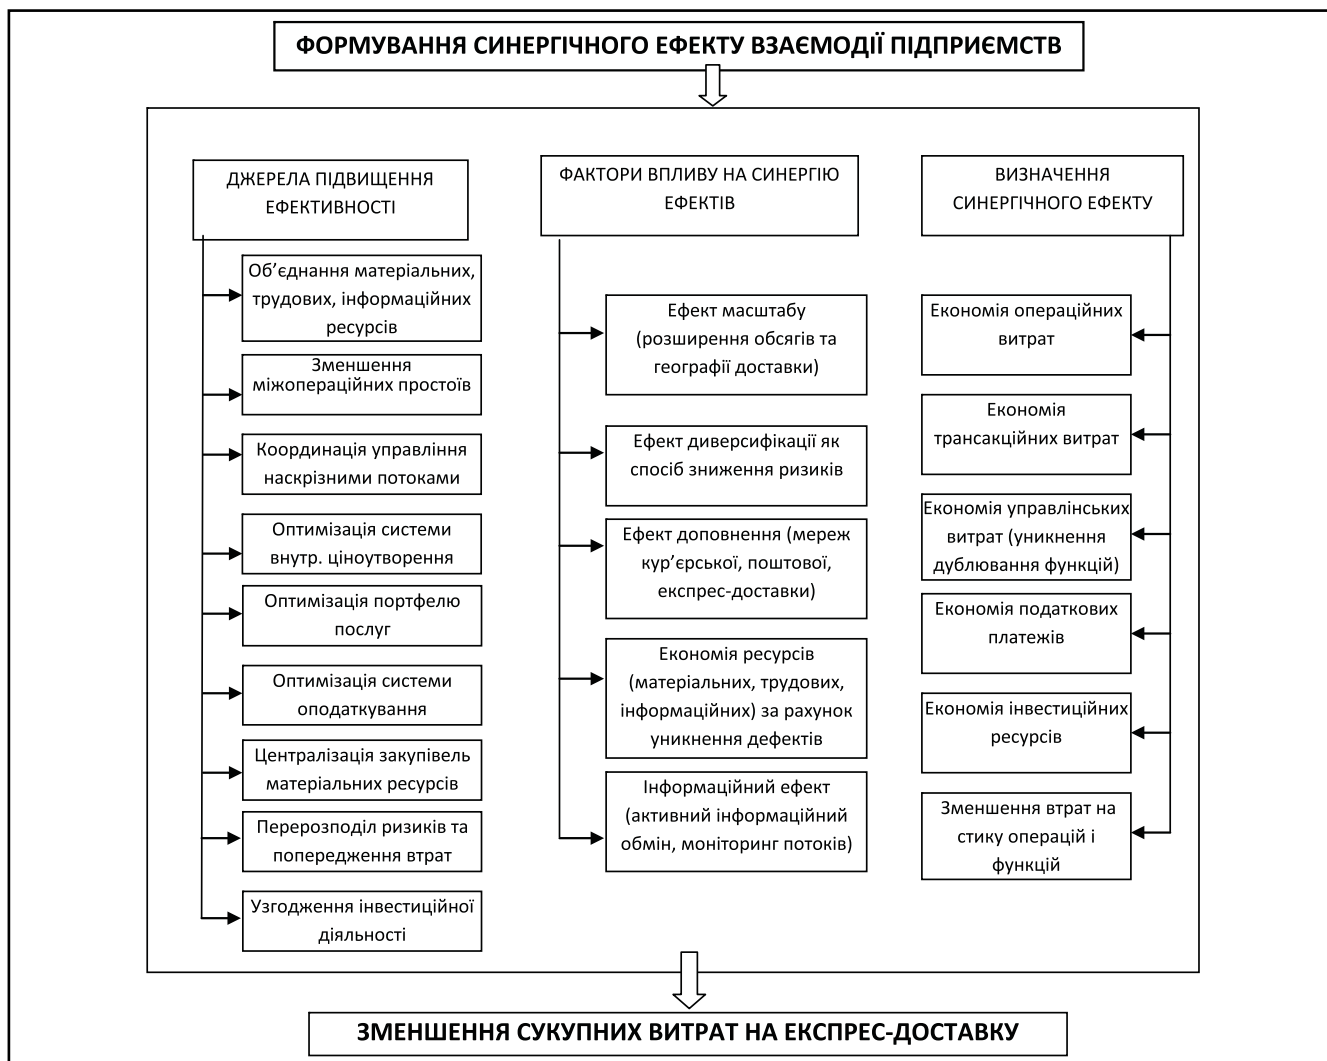 ФОРМУВАННЯ СИНЕРГІЧНОГО ЕФЕКТУ ВЗАЄМОДІЇ ПІДПРИЄМСТВ
ДЖЕРЕЛА ПІДВИЩЕННЯ
ЕФЕКТИВНОСТІ
Об’єднання матеріальних,
трудових, інформаційних
ресурсів
Зменшення
міжопераційних простоїв
Координація управління
наскрізними потоками
Оптимізація системи
внутр. ціноутворення
Оптимізація портфелю
послуг
Оптимізація системи
оподаткування
Централізація закупівель
матеріальних ресурсів
Перерозподіл ризиків та
попередження втрат
Узгодження інвестиційної
діяльності
ФАКТОРИ ВПЛИВУ НА СИНЕРГІЮ
ЕФЕКТІВ
Ефект масштабу
(розширення обсягів та
географії доставки)
Ефект диверсифікації як
спосіб зниження ризиків
Ефект доповнення (мереж
кур’єрської, поштової,
експрес-доставки)
Економія ресурсів
(матеріальних, трудових,
інформаційних) за рахунок
уникнення дефектів
Інформаційний ефект
(активний інформаційний
обмін, моніторинг потоків)
ВИЗНАЧЕННЯ
СИНЕРГІЧНОГО ЕФЕКТУ
Економія операційних
витрат
Економія
трансакційних витрат
Економія управлінських
витрат (уникнення
дублювання функцій)
Економія податкових
платежів
Економія інвестиційних
ресурсів
Зменшення втрат на
стику операцій і
функцій
ЗМЕНШЕННЯ СУКУПНИХ ВИТРАТ НА ЕКСПРЕС-ДОСТАВКУ